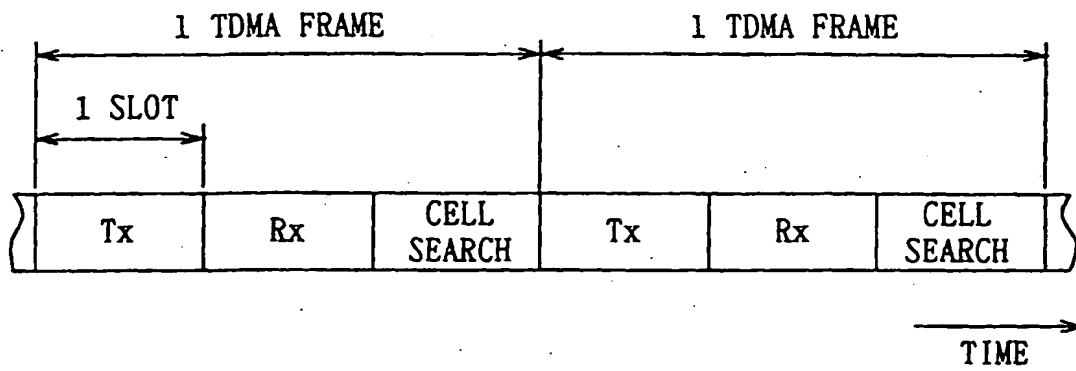 1 TDMA FRAME
1 TDMA FRAME
1 SLOT
Tx
Rx
CELL
SEARCH
Tx
Rx
CELL
SEARCH
TIME